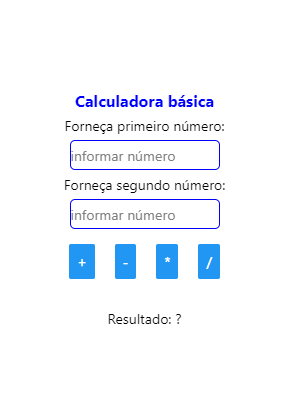 Calculadora básica
Forneça primeiro número:
informar número
Forneça segundo número:
informar número
+ - * /
Resultado: ?